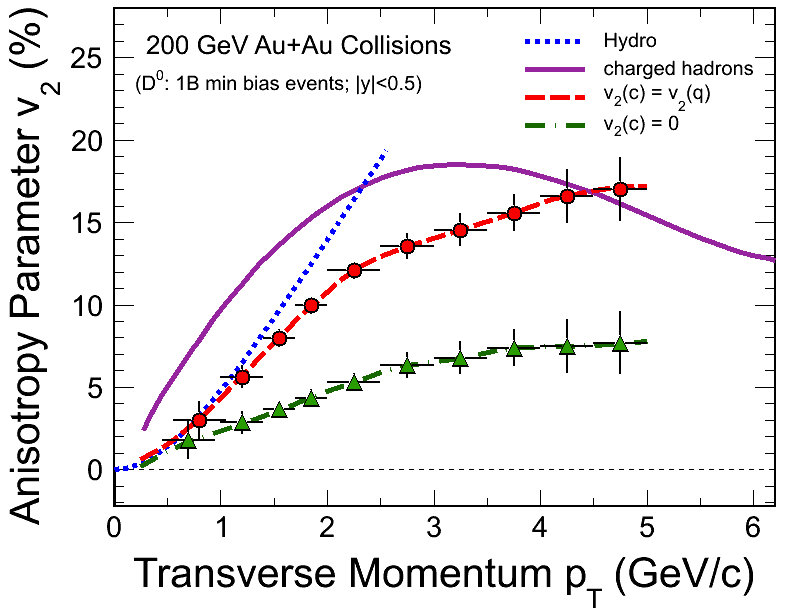 200 GeV Au+Au Collisions
(D⁰: 1B min bias events; |y|<0.5)
Hydro
charged hadrons
v₂(c) = v₂(q)
v₂(c) = 0
Anisotropy Parameter v₂ (%)
25
20
15
10
5
0
0 1 2 3 4 5 6
Transverse Momentum p_T (GeV/c)